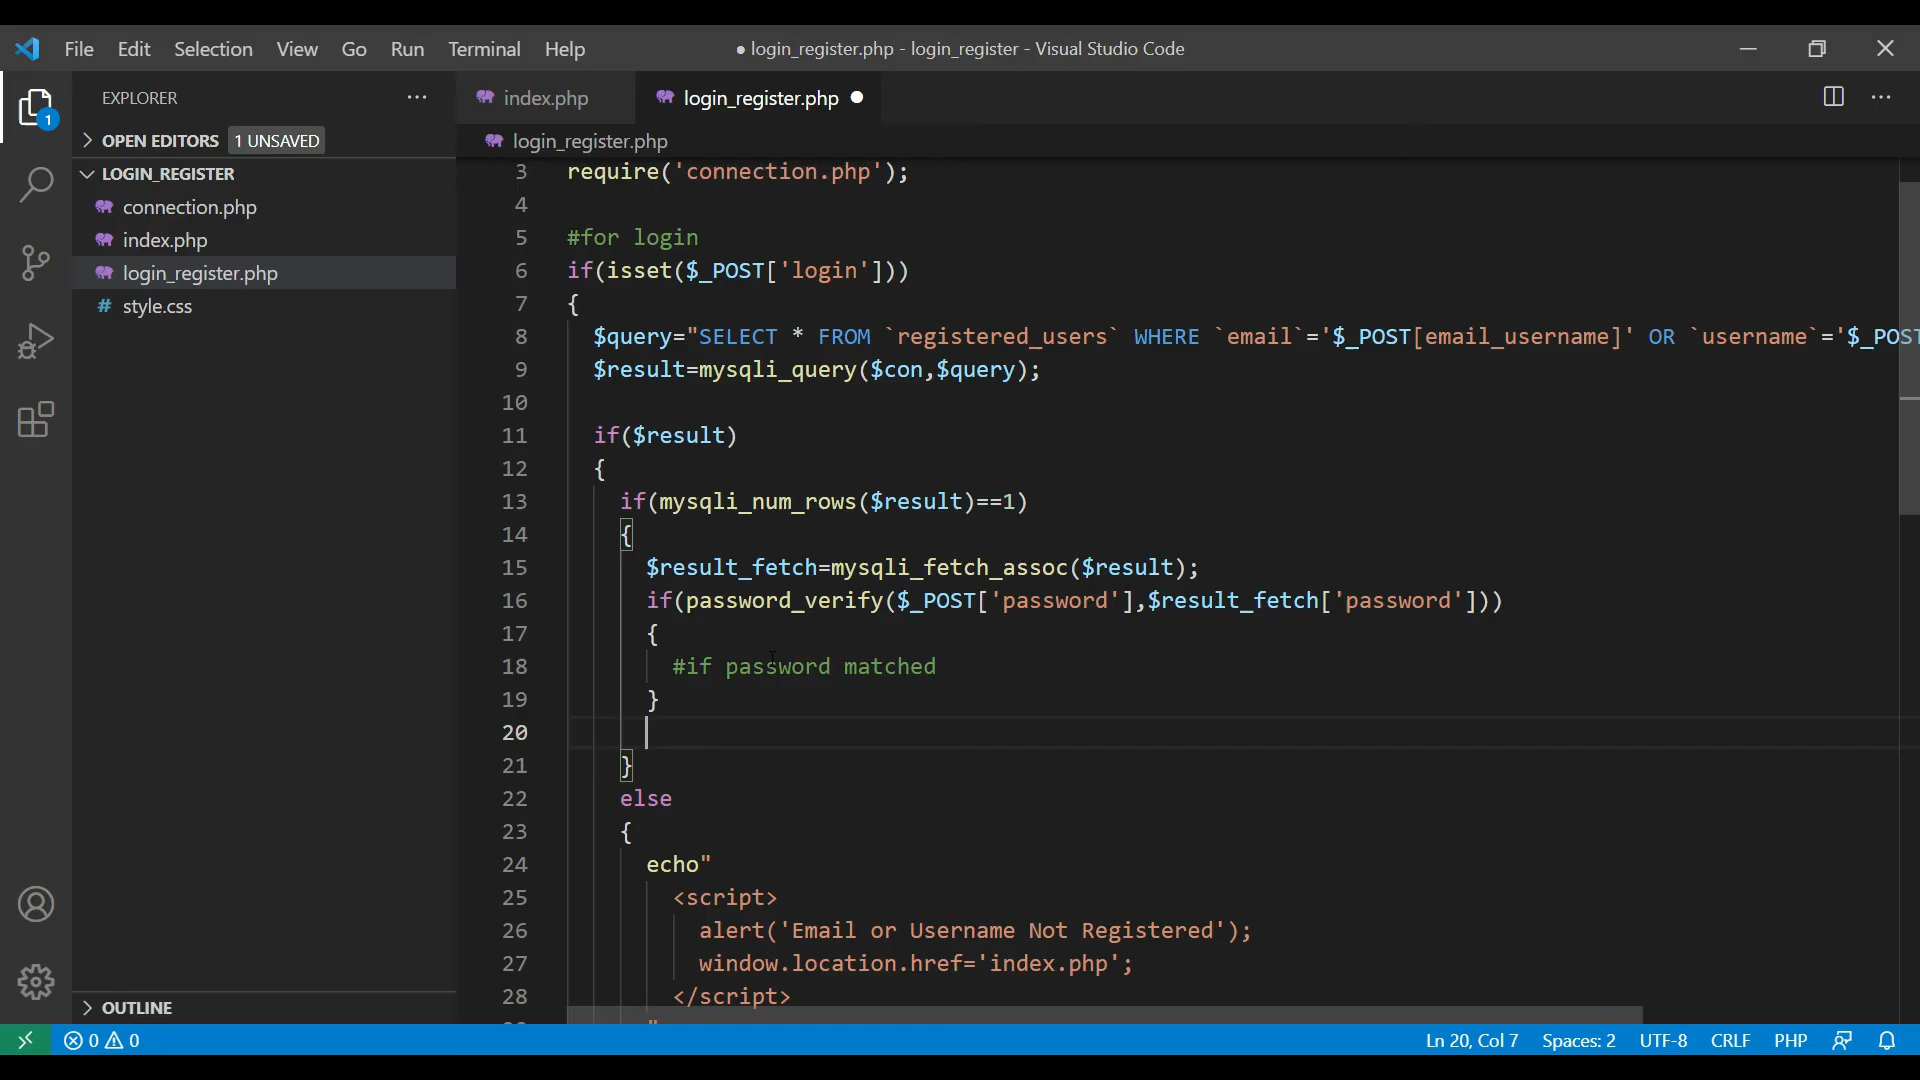 File Edit Selection View Go Run Terminal Help
● login_register.php - login_register - Visual Studio Code
EXPLORER
1
OPEN EDITORS 1 UNSAVED
LOGIN_REGISTER
connection.php
index.php
login_register.php
# style.css
OUTLINE
index.php
login_register.php
login_register.php
3 require('connection.php');
4
5 #for login
6 if(isset($_POST['login']))
7 {
8 $query="SELECT * FROM `registered_users` WHERE `email`='$_POST[email_username]' OR `username`='$_POST
9 $result=mysqli_query($con,$query);
10
11 if($result)
12 {
13 if(mysqli_num_rows($result)==1)
14 {
15 $result_fetch=mysqli_fetch_assoc($result);
16 if(password_verify($_POST['password'],$result_fetch['password']))
17 {
18 #if password matched
19 }
20
21 }
22 else
23 {
24 echo"
25 <script>
26 alert('Email or Username Not Registered');
27 window.location.href='index.php';
28 </script>
0 0
Ln 20, Col 7 Spaces: 2 UTF-8 CRLF PHP